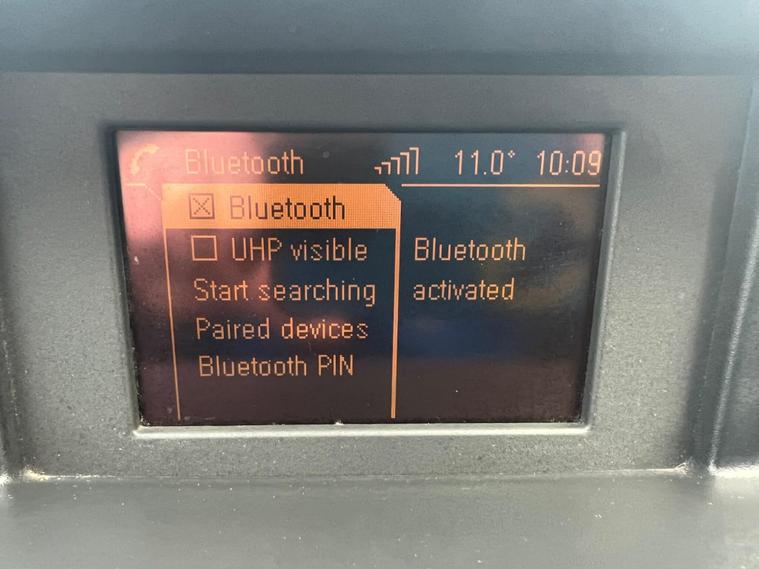 Bluetooth 11.0° 10:09
Bluetooth
UHP visible
Start searching
Paired devices
Bluetooth PIN
Bluetooth
activated